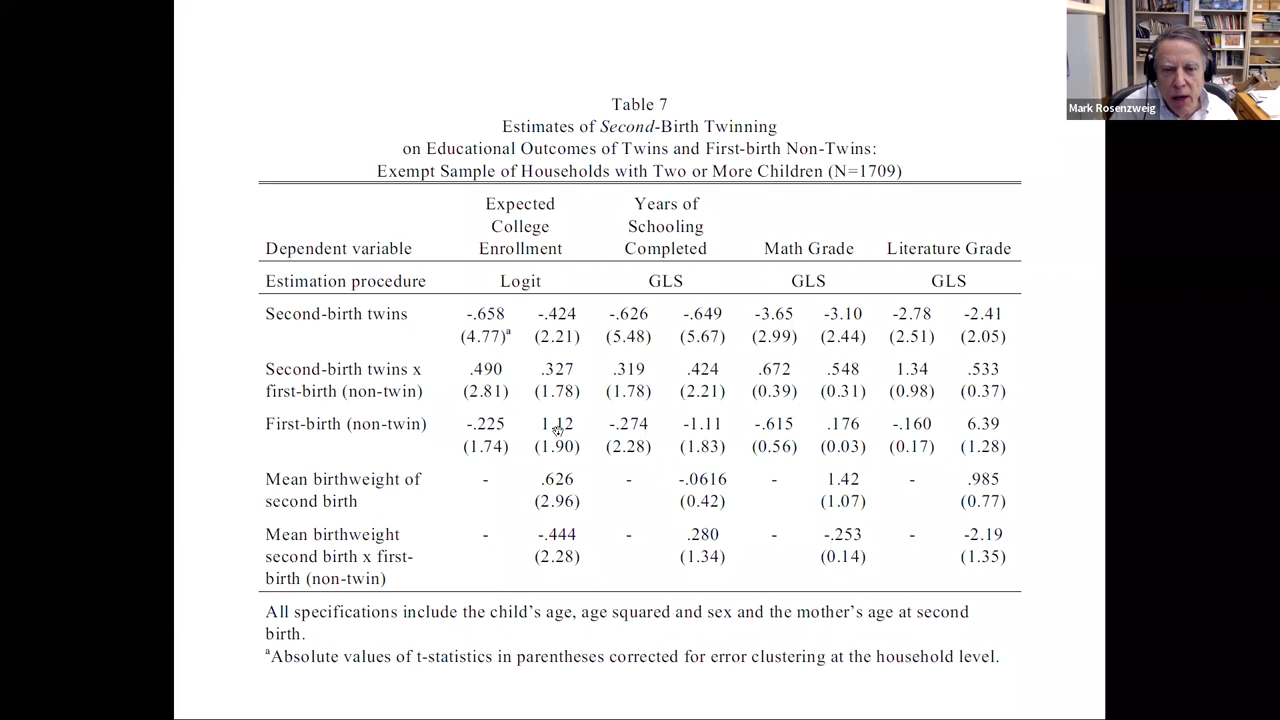 Mark Rosenzweig
Table 7
Estimates of Second-Birth Twinning
on Educational Outcomes of Twins and First-birth Non-Twins:
Exempt Sample of Households with Two or More Children (N=1709)
Dependent variable Expected College Enrollment Years of Schooling Completed Math Grade Literature Grade
Estimation procedure Logit GLS GLS GLS
Second-birth twins -.658 -.424 -.626 -.649 -3.65 -3.10 -2.78 -2.41
(4.77)a (2.21) (5.48) (5.67) (2.99) (2.44) (2.51) (2.05)
Second-birth twins x .490 .327 .319 .424 .672 .548 1.34 .533
first-birth (non-twin) (2.81) (1.78) (1.78) (2.21) (0.39) (0.31) (0.98) (0.37)
First-birth (non-twin) -.225 1.12 -.274 -1.11 -.615 .176 -.160 6.39
(1.74) (1.90) (2.28) (1.83) (0.56) (0.03) (0.17) (1.28)
Mean birthweight of - .626 - -.0616 - 1.42 - .985
second birth (2.96) (0.42) (1.07) (0.77)
Mean birthweight - -.444 - .280 - -.253 - -2.19
second birth x first- (2.28) (1.34) (0.14) (1.35)
birth (non-twin)
All specifications include the child's age, age squared and sex and the mother's age at second
birth.
aAbsolute values of t-statistics in parentheses corrected for error clustering at the household level.